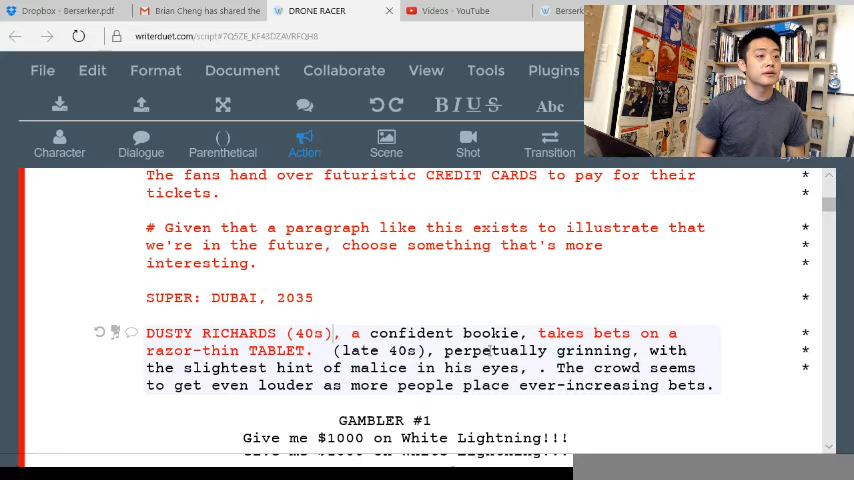 Dropbox - Berserker.pdf
Brian Cheng has shared the
DRONE RACER
Videos - YouTube
Berserk
writerduet.com/script#7Q5ZE_KF43DZAVRFQH8
File Edit Format Document Collaborate View Tools Plugins
B I U S Abc
Character Dialogue Parenthetical Action Scene Shot Transition
The fans hand over futuristic CREDIT CARDS to pay for their *
tickets. *
# Given that a paragraph like this exists to illustrate that *
we're in the future, choose something that's more *
interesting. *
SUPER: DUBAI, 2035 *
DUSTY RICHARDS (40s), a confident bookie, takes bets on a *
razor-thin TABLET. (late 40s), perpetually grinning, with *
the slightest hint of malice in his eyes, . The crowd seems *
to get even louder as more people place ever-increasing bets.
GAMBLER #1
Give me $1000 on White Lightning!!!